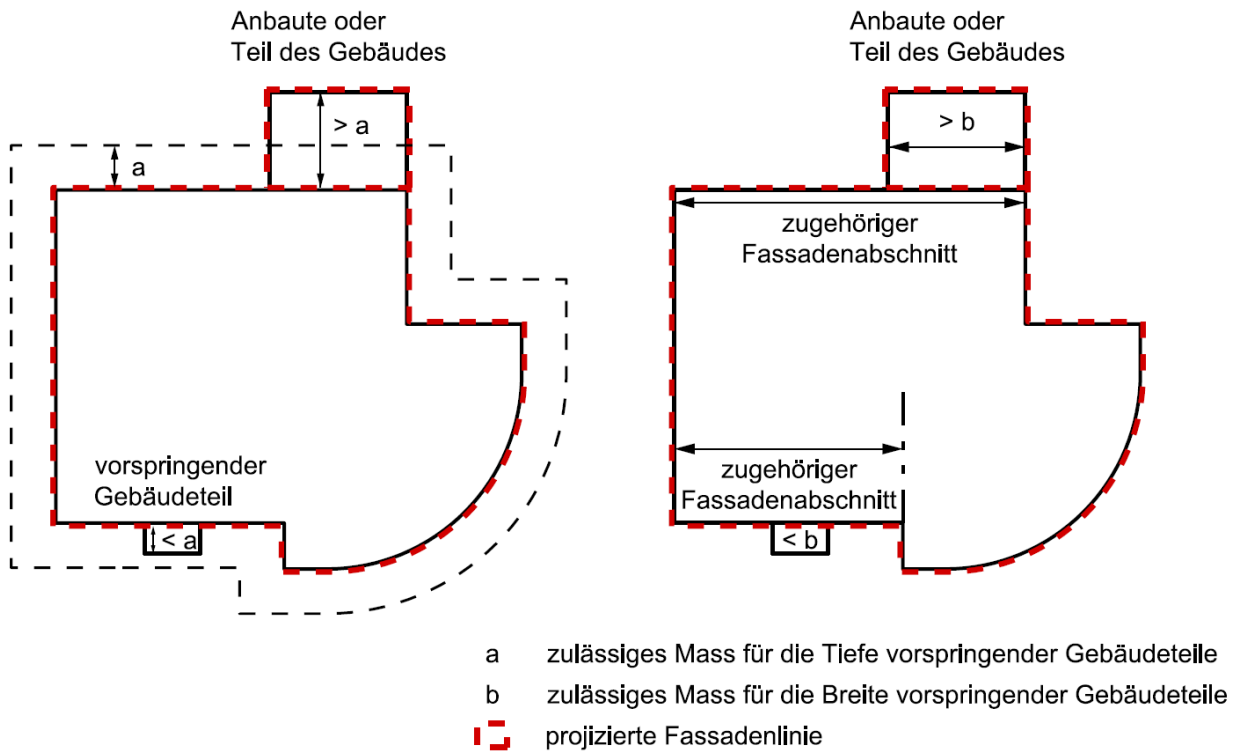 Anbaute oder
Teil des Gebäudes
> a
a
vorspringender
Gebäudeteil
< a
Anbaute oder
Teil des Gebäudes
> b
zugehöriger
Fassadenabschnitt
zugehöriger
Fassadenabschnitt
< b
a zulässiges Mass für die Tiefe vorspringender Gebäudeteile
b zulässiges Mass für die Breite vorspringender Gebäudeteile
projizierte Fassadenlinie